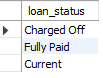 loan_status
Charged Off
Fully Paid
Current